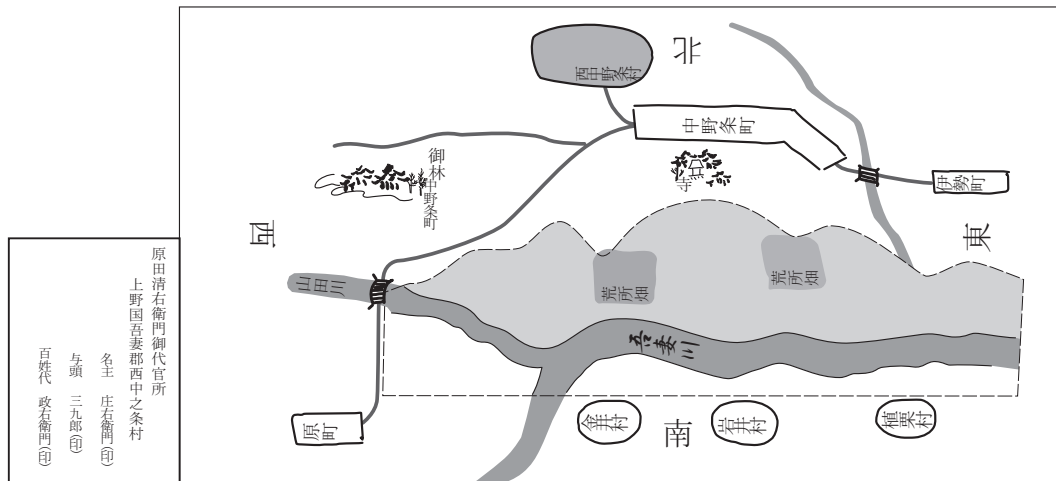 北
西中野条村
中野条町
伊勢町
寺
御林
中野条町
西
東
山田川
荒所畑
荒所畑
吾妻川
原町
金井村
岩井村
植栗村
南
原田清右衛門御代官所
上野国吾妻郡西中之条村
名主 庄右衛門(印)
与頭 三九郎(印)
百姓代 政右衛門(印)